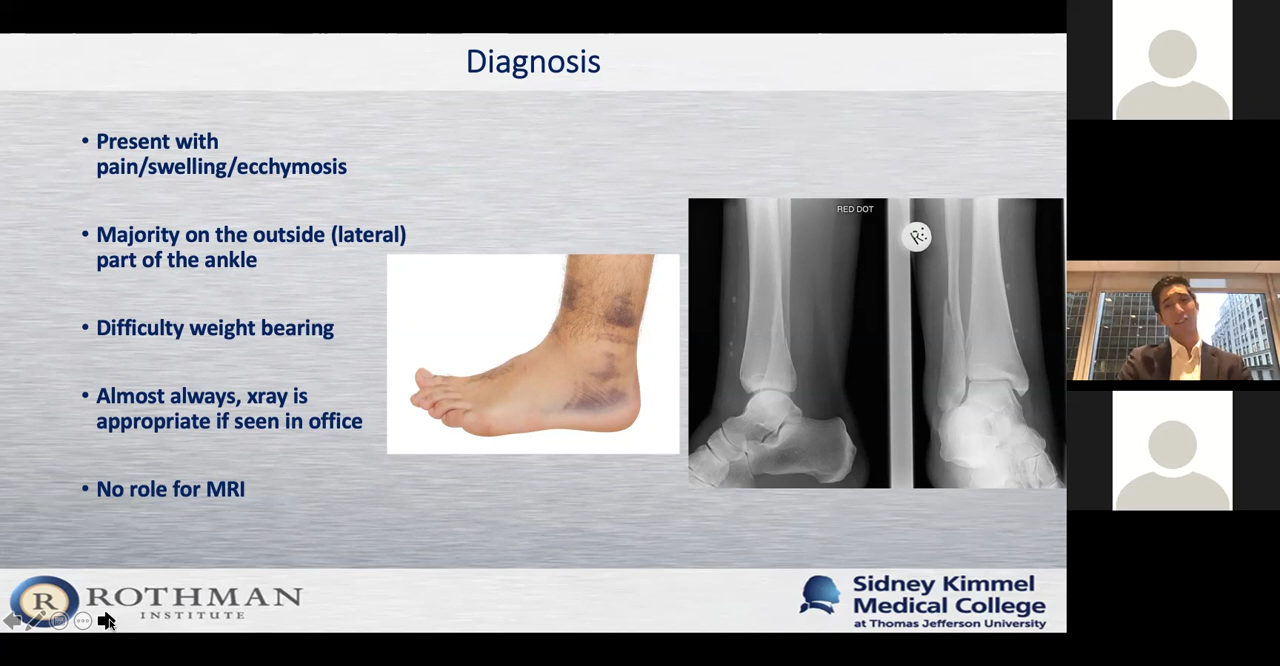 Diagnosis
• Present with
pain/swelling/ecchymosis
• Majority on the outside (lateral)
part of the ankle
• Difficulty weight bearing
• Almost always, xray is
appropriate if seen in office
• No role for MRI
RED DOT
R:
R
ROTHMAN
INSTITUTE
Sidney Kimmel
Medical College
at Thomas Jefferson University